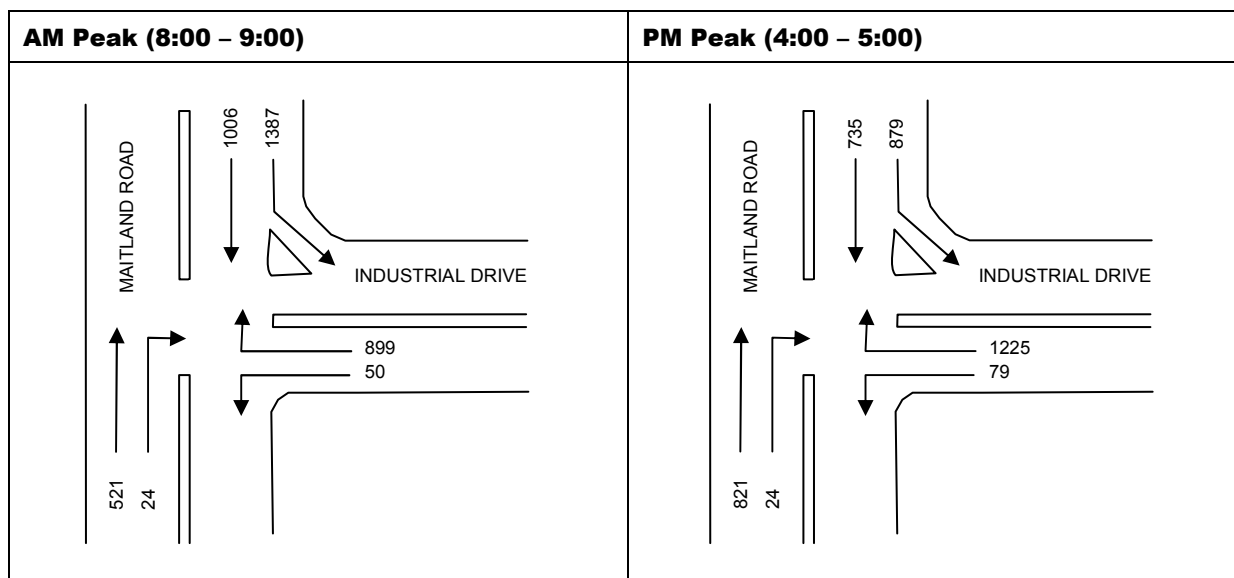 AM Peak (8:00 – 9:00)
1006
1387
MAITLAND ROAD
INDUSTRIAL DRIVE
899
50
521
24
PM Peak (4:00 – 5:00)
735
879
MAITLAND ROAD
INDUSTRIAL DRIVE
1225
79
821
24